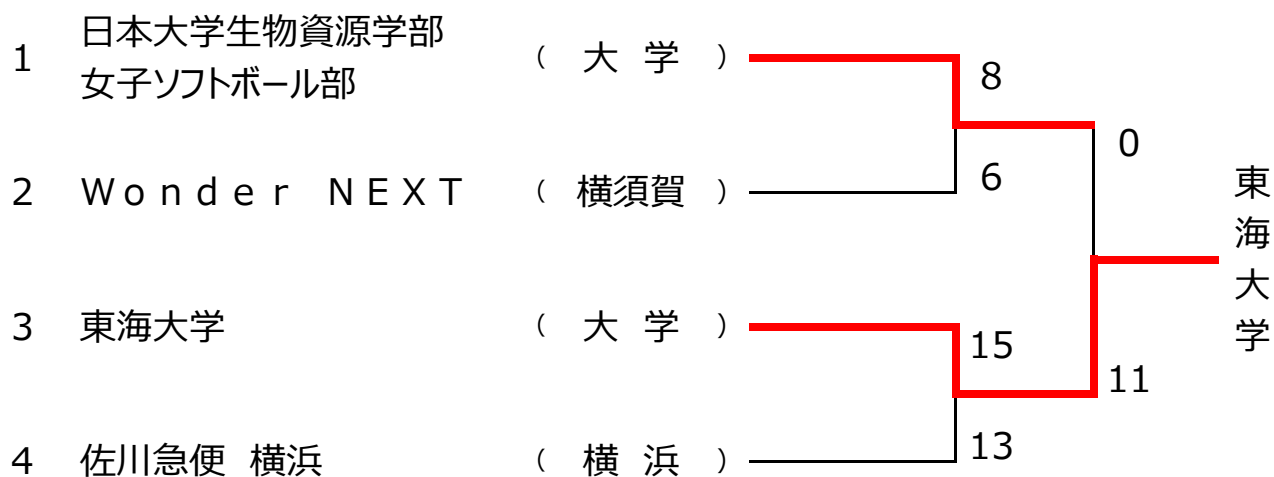 1 日本大学生物資源学部
女子ソフトボール部 ( 大 学 ) 8
0
2 Wonder NEXT ( 横須賀 ) 6
東海大学
3 東海大学 ( 大 学 ) 15
11
4 佐川急便 横浜 ( 横 浜 ) 13